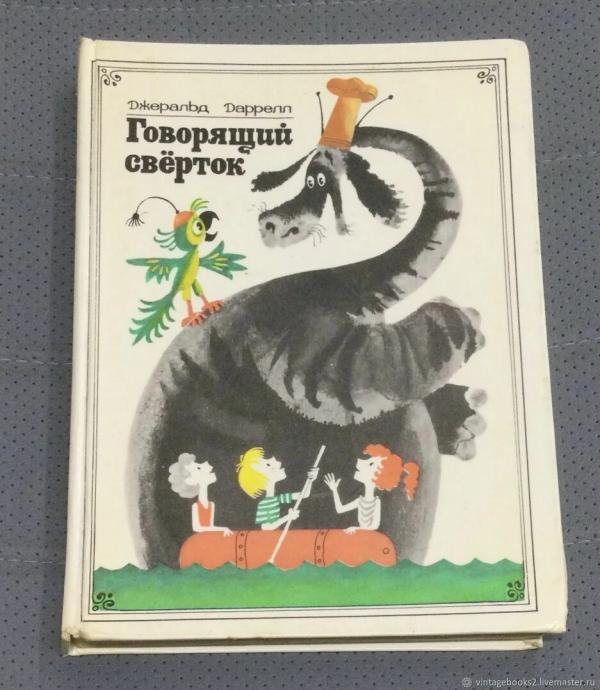 Джеральд Даррелл
Говорящий
свёрток
vintagebooks2.livemaster.ru